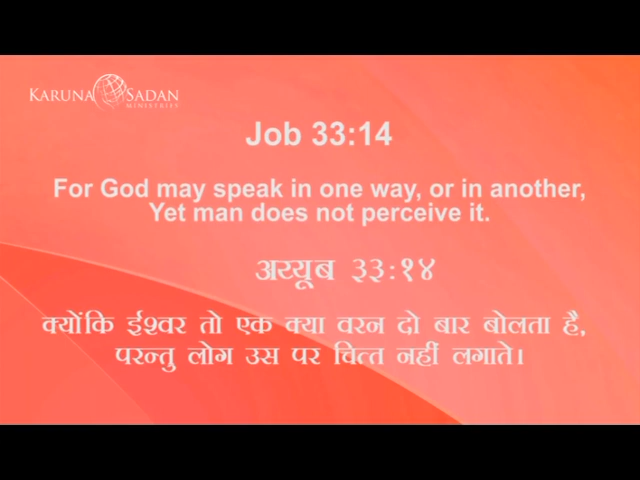 KARUNA SADAN
MINISTRIES
Job 33:14
For God may speak in one way, or in another,
Yet man does not perceive it.
अय्यूब ३३:१४
क्योंकि ईश्वर तो एक क्या वरन दो बार बोलता है,
परन्तु लोग उस पर चित्त नहीं लगाते।